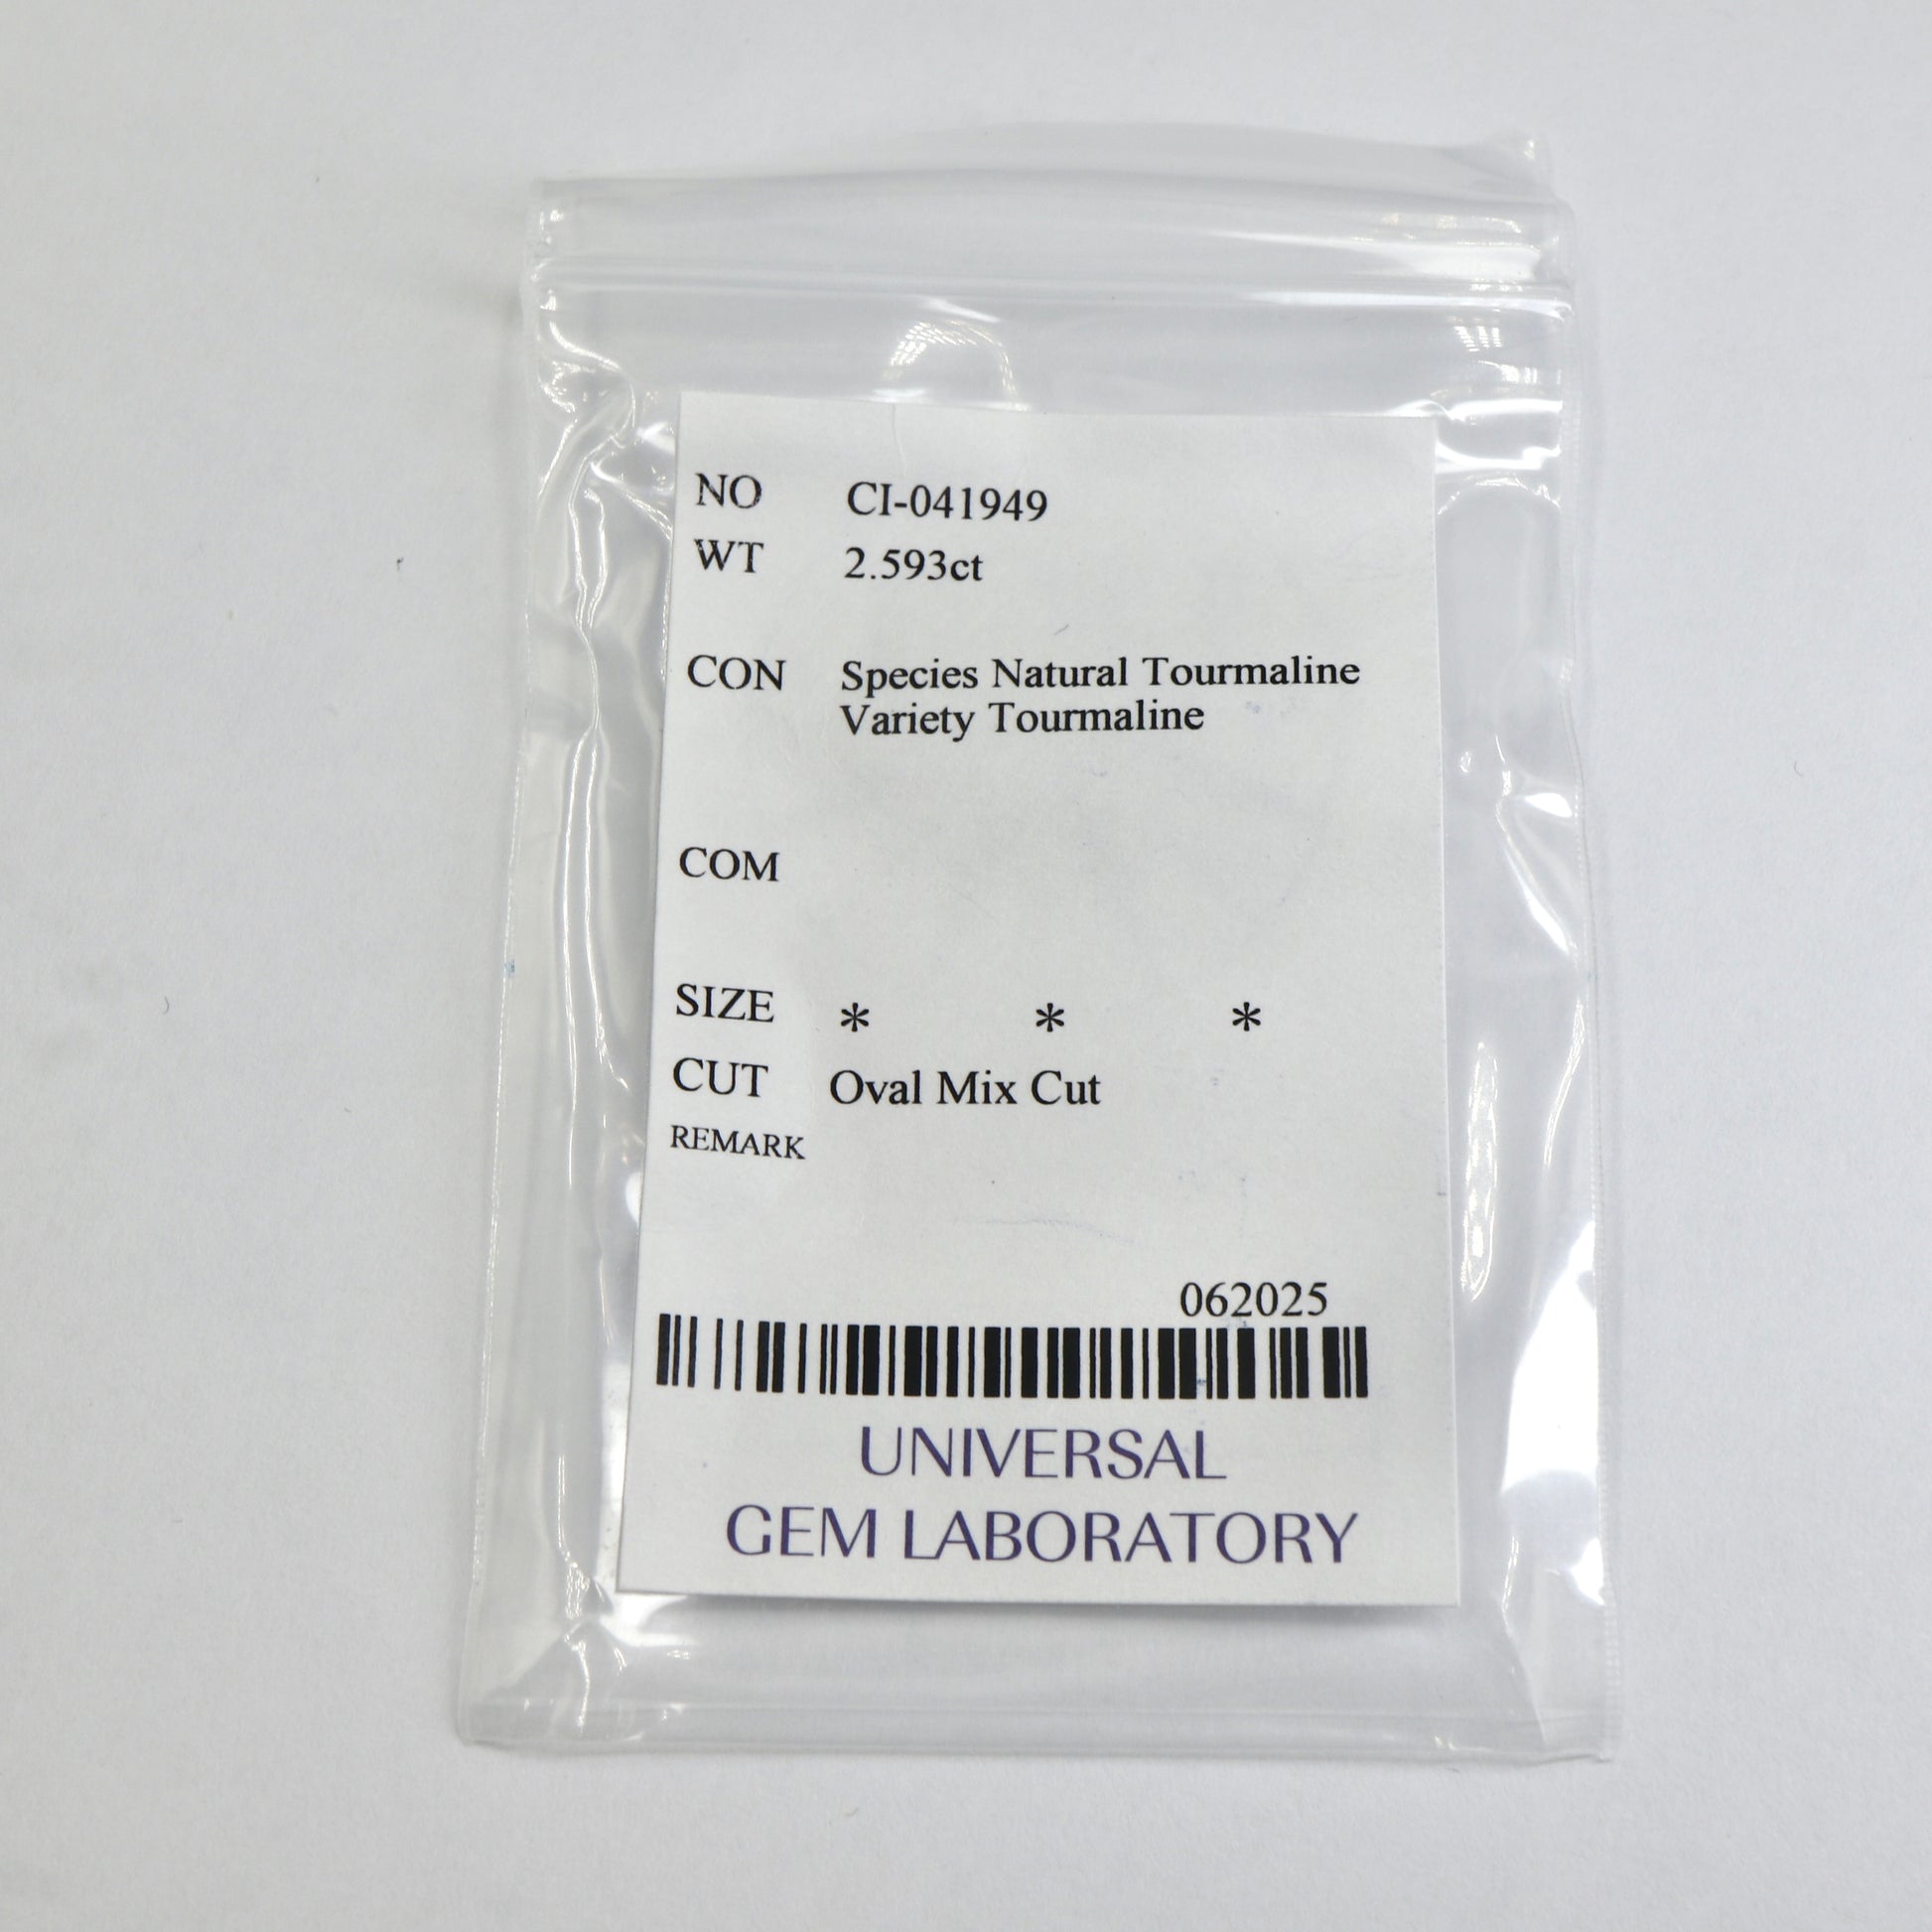 NO CI-041949
WT 2.593ct
CON Species Natural Tourmaline
Variety Tourmaline
COM
SIZE * * *
CUT Oval Mix Cut
REMARK
062025
UNIVERSAL
GEM LABORATORY